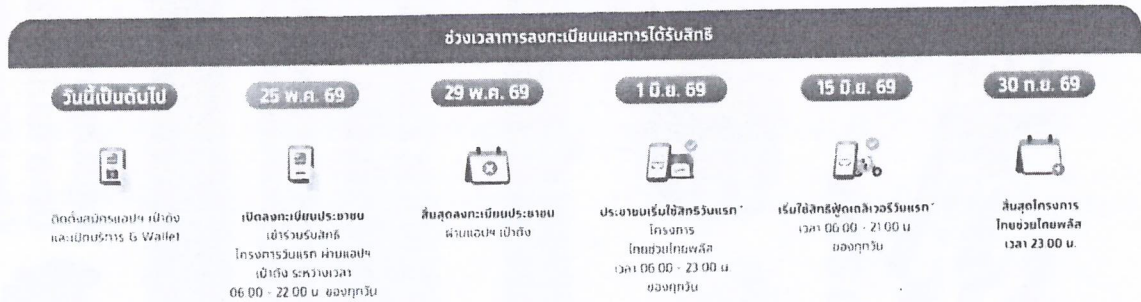 ช่วงเวลาการลงทะเบียนและการได้รับสิทธิ
วันนี้เป็นต้นไป
ติดตั้งสมัครแอปฯ เป๋าตัง
และเปิดบริการ G Wallet
25 พ.ค. 69
เปิดลงทะเบียนประชาชน
เข้าร่วมรับสิทธิ
โครงการวันแรก ผ่านแอปฯ
เป๋าตัง ระหว่างเวลา
06.00 - 22.00 น. ของทุกวัน
29 พ.ค. 69
สิ้นสุดลงทะเบียนประชาชน
ผ่านแอปฯ เป๋าตัง
1 มิ.ย. 69
ประชาชนเริ่มใช้สิทธิวันแรก*
โครงการ
ไทยช่วยไทยพลัส
เวลา 06.00 - 23.00 น.
ของทุกวัน
15 มิ.ย. 69
เริ่มใช้สิทธิฟู้ดเดลิเวอรีวันแรก*
เวลา 06.00 - 21.00 น.
ของทุกวัน
30 ก.ย. 69
สิ้นสุดโครงการ
ไทยช่วยไทยพลัส
เวลา 23.00 น.